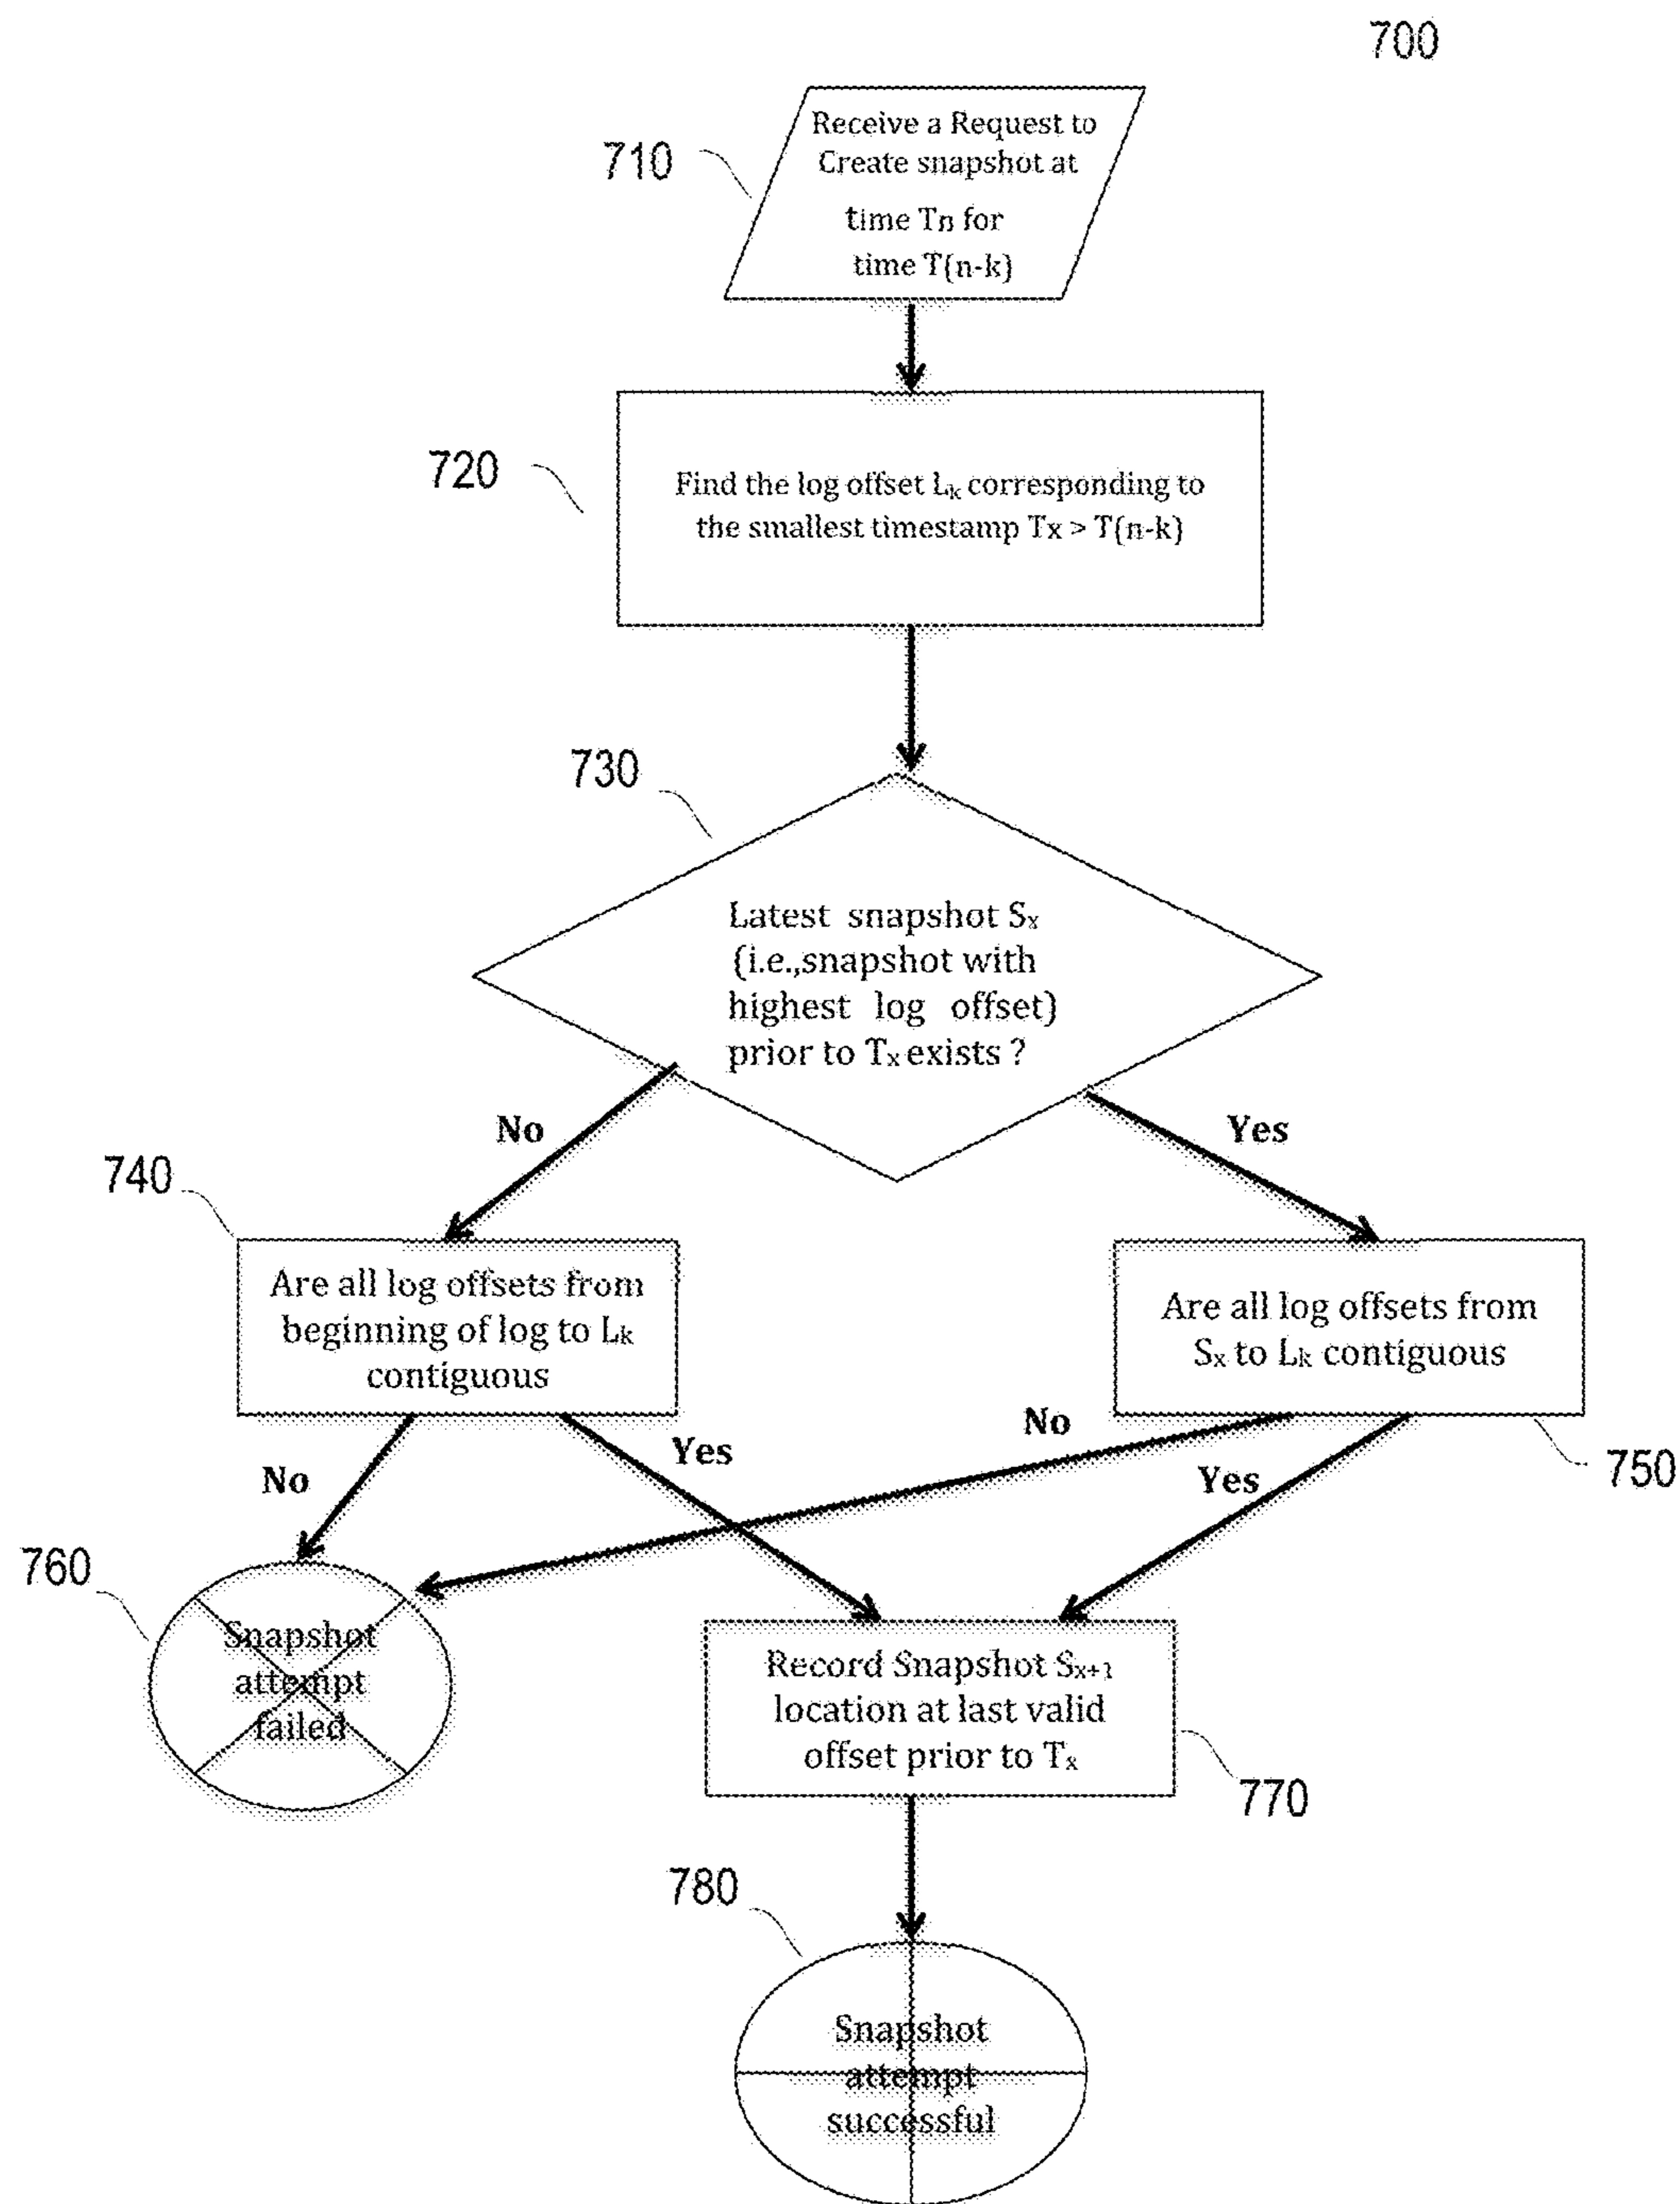 700
710
Receive a Request to
Create snapshot at
time Tn for
time T(n-k)
720
Find the log offset Lk corresponding to
the smallest timestamp Tx > T(n-k)
730
Latest snapshot Sx
(i.e.,snapshot with
highest log offset)
prior to Tx exists ?
No
Yes
740
Are all log offsets from
beginning of log to Lk
contiguous
Are all log offsets from
Sx to Lk contiguous
750
No
Yes
No
Yes
760
Snapshot
attempt
failed
Record Snapshot Sx+1
location at last valid
offset prior to Tx
770
780
Snapshot
attempt
successful